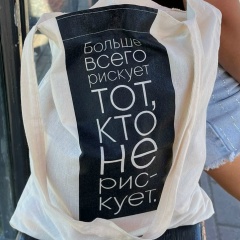 больше
всего
рискует
тот,
кто
не
рис-
кует.